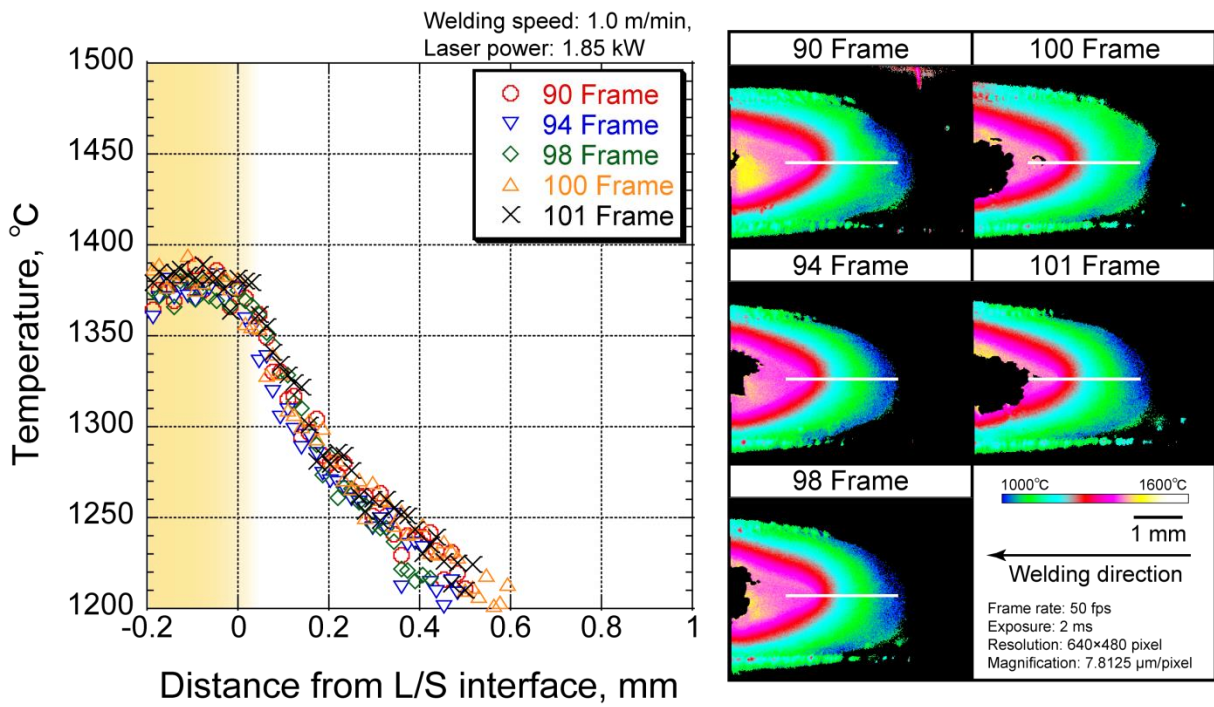 Welding speed: 1.0 m/min,
Laser power: 1.85 kW
1500
1450
1400
1350
1300
1250
1200
Temperature, °C
90 Frame
94 Frame
98 Frame
100 Frame
101 Frame
-0.2
0
0.2
0.4
0.6
0.8
1
Distance from L/S interface, mm
90 Frame
100 Frame
94 Frame
101 Frame
98 Frame
1000°C
1600°C
1 mm
Welding direction
Frame rate: 50 fps
Exposure: 2 ms
Resolution: 640×480 pixel
Magnification: 7.8125 µm/pixel